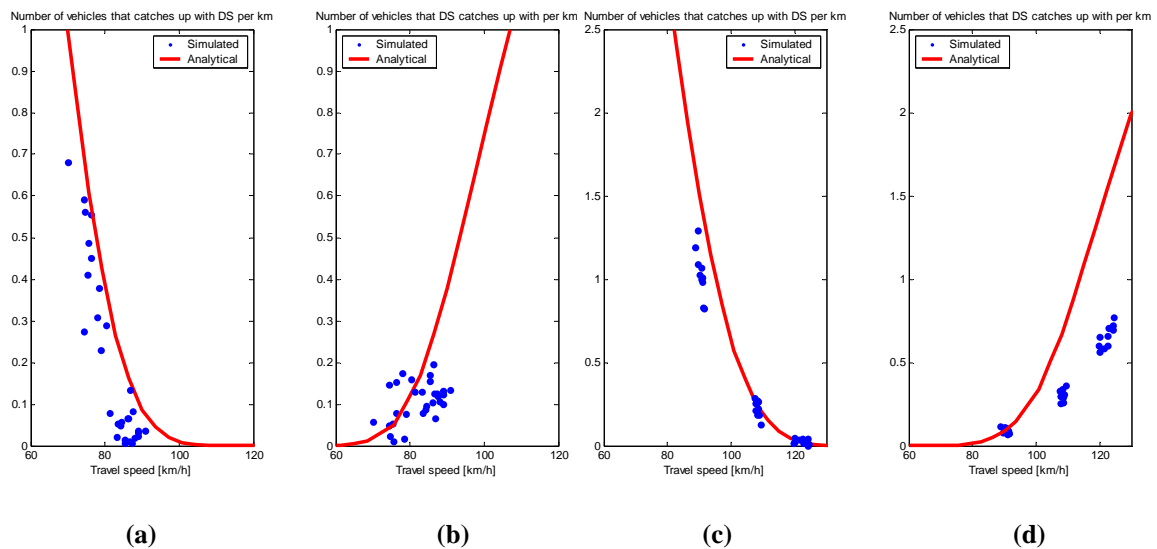 Number of vehicles that catches up with DS per km
Simulated
Analytical
1
0.9
0.8
0.7
0.6
0.5
0.4
0.3
0.2
0.1
0
60 80 100 120
Travel speed [km/h]
(a)
Number of vehicles that DS catches up with per km
Simulated
Analytical
1
0.9
0.8
0.7
0.6
0.5
0.4
0.3
0.2
0.1
0
60 80 100 120
Travel speed [km/h]
(b)
Number of vehicles that catches up with DS per km
Simulated
Analytical
2.5
2
1.5
1
0.5
0
60 80 100 120
Travel speed [km/h]
(c)
Number of vehicles that DS catches up with per km
Simulated
Analytical
2.5
2
1.5
1
0.5
0
60 80 100 120
Travel speed [km/h]
(d)